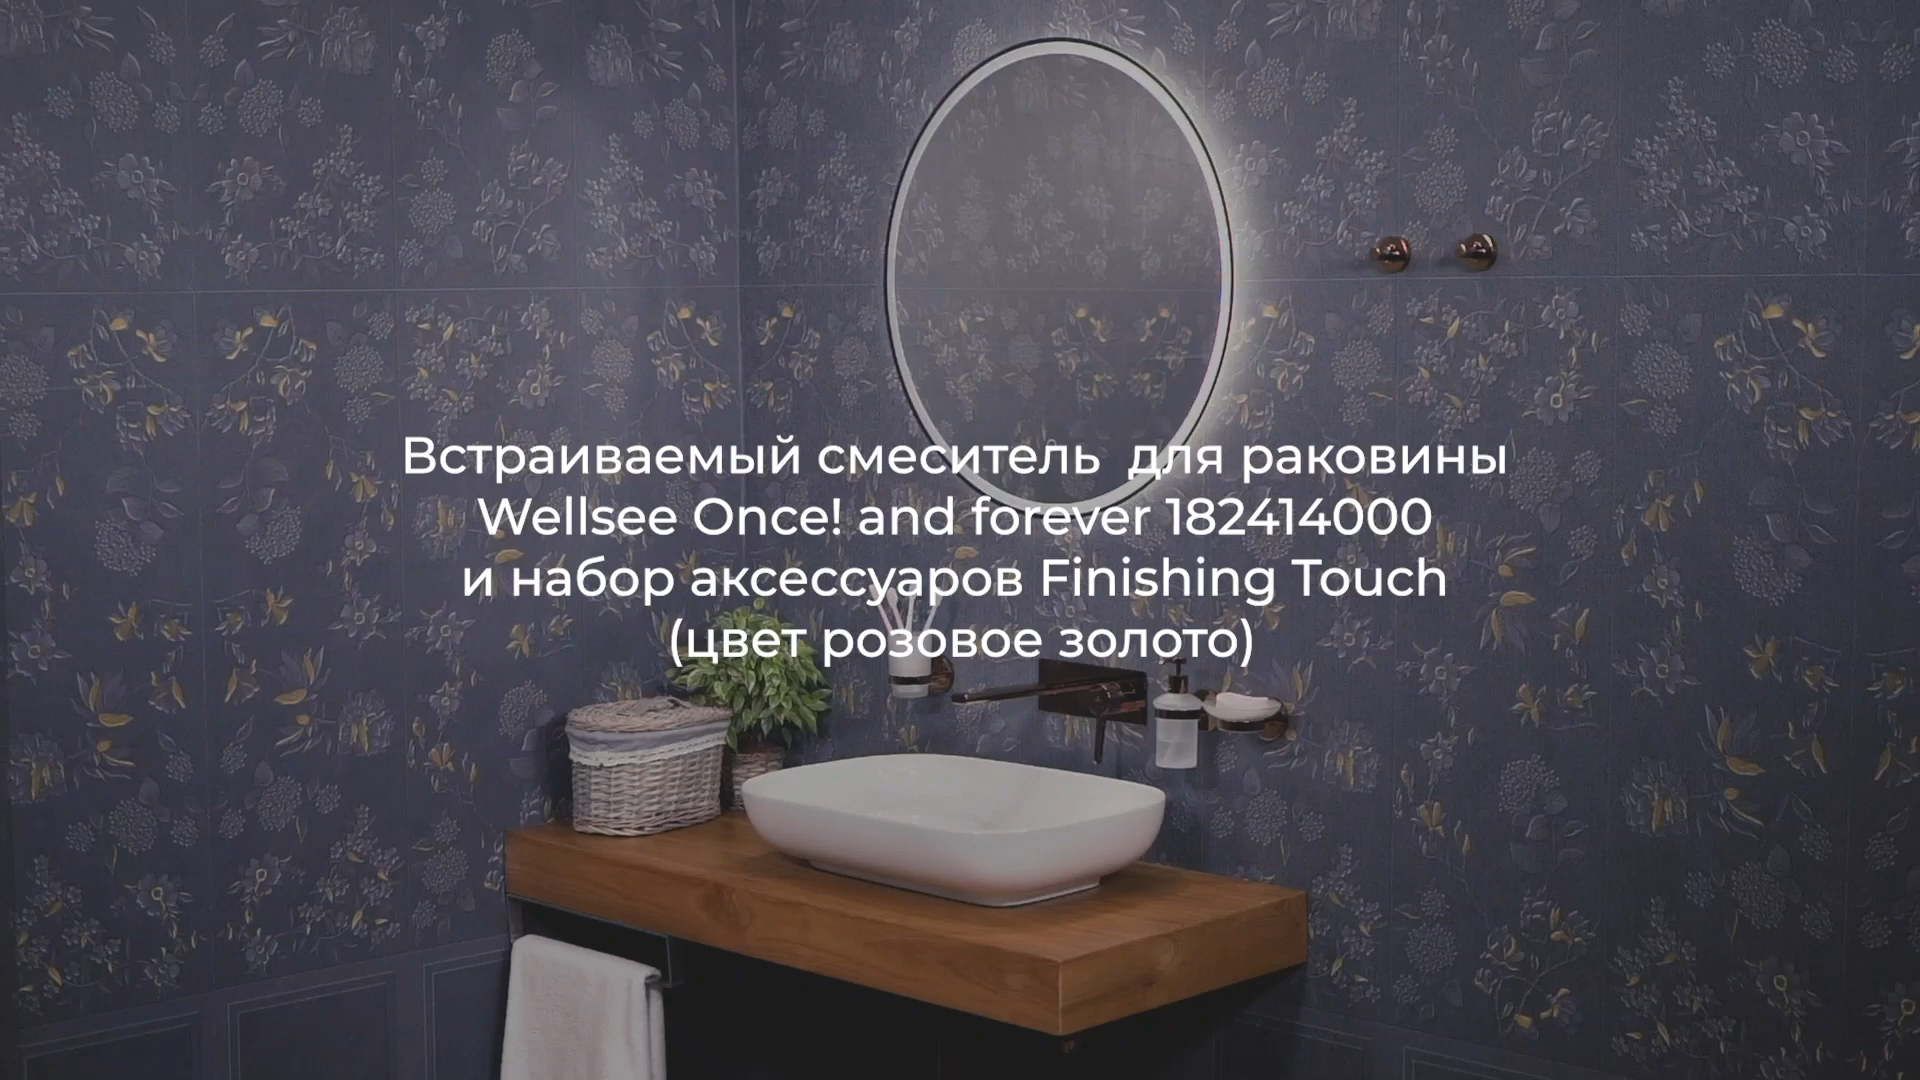 Встраиваемый смеситель  для раковины
Wellsee Once! and forever 182414000
и набор аксессуаров Finishing Touch
(цвет розовое золото)